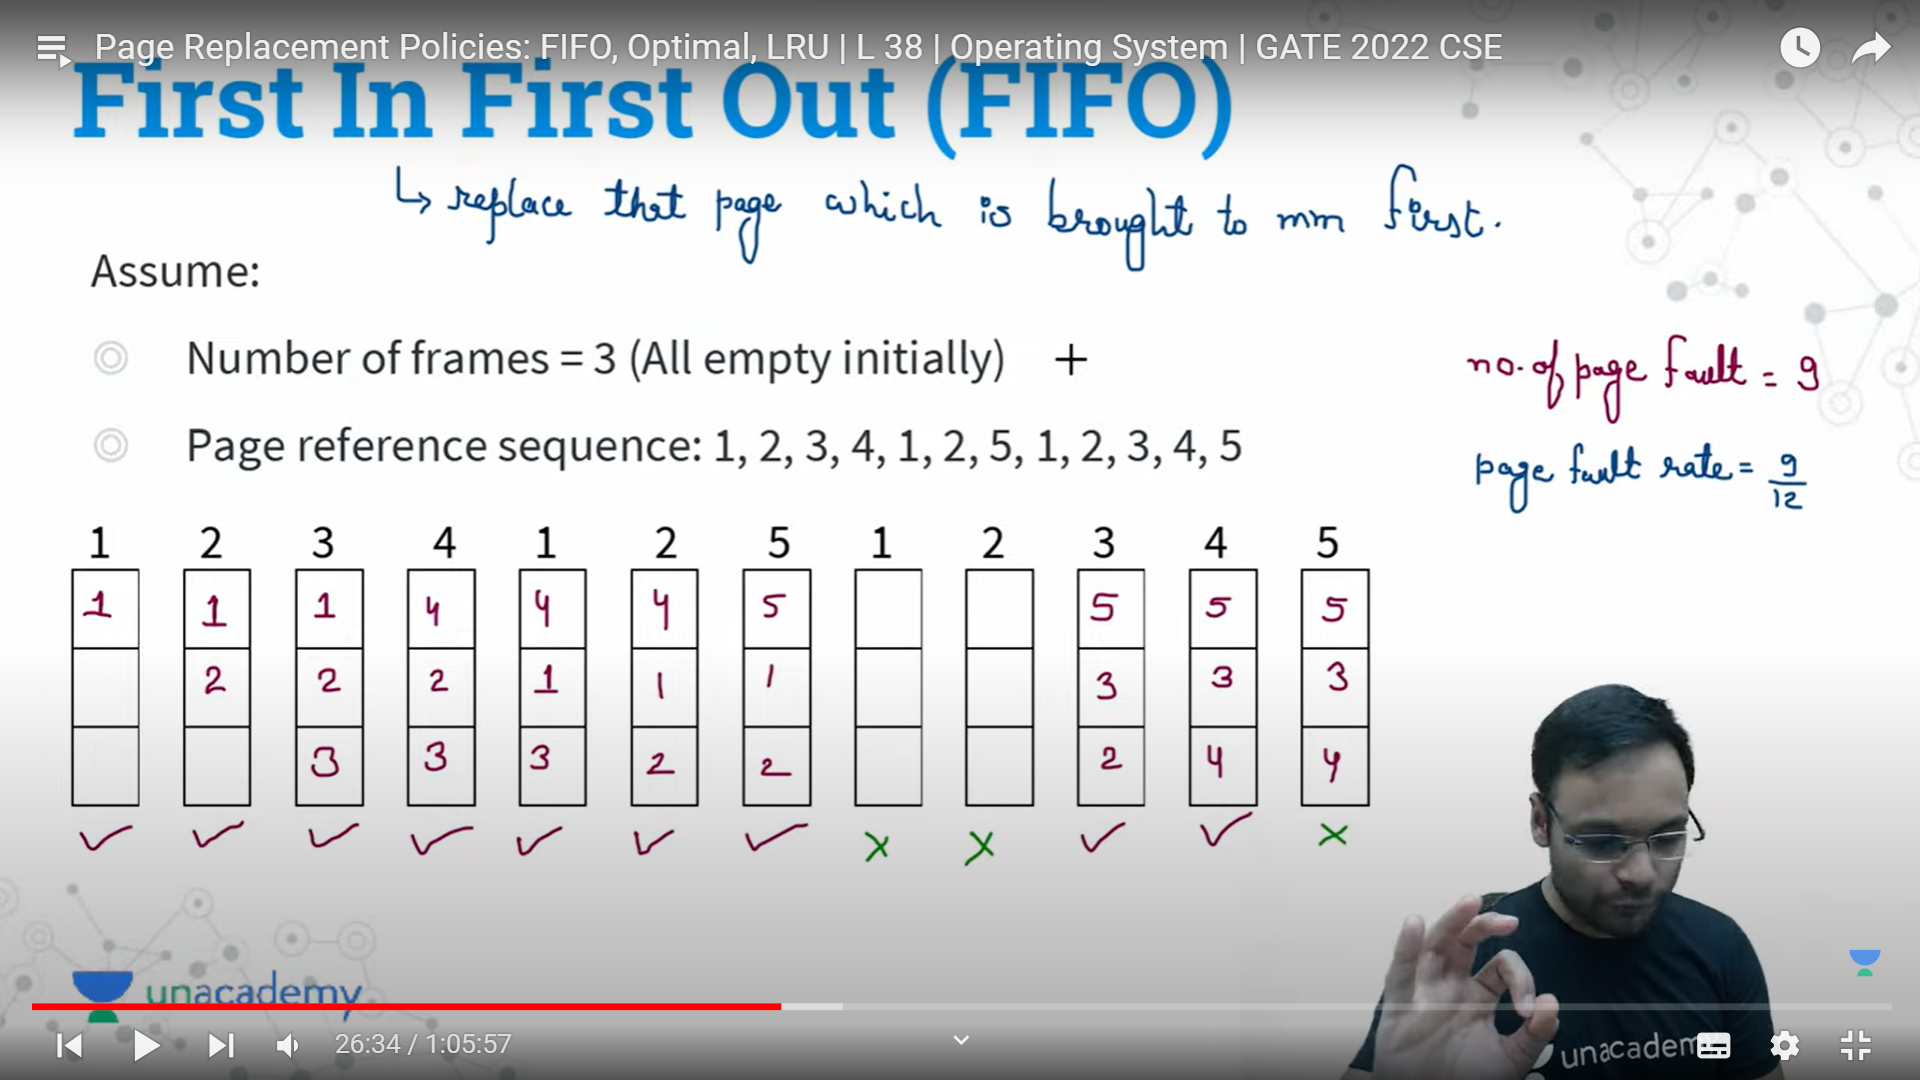 Page Replacement Policies: FIFO, Optimal, LRU | L 38 | Operating System | GATE 2022 CSE
First In First Out (FIFO)
↳ replace that page which is brought to mm first.
Assume:
Number of frames = 3 (All empty initially) +
no. of page fault = 9
Page reference sequence: 1, 2, 3, 4, 1, 2, 5, 1, 2, 3, 4, 5
page fault rate = 9/12
1 2 3 4 1 2 5 1 2 3 4 5
1 1 1 4 4 4 5 5 5 5
2 2 2 1 1 1 3 3 3
3 3 3 2 2 2 4 4
✓ ✓ ✓ ✓ ✓ ✓ ✓ x x ✓ ✓ x
unacademy
26:34 / 1:05:57
unacademy